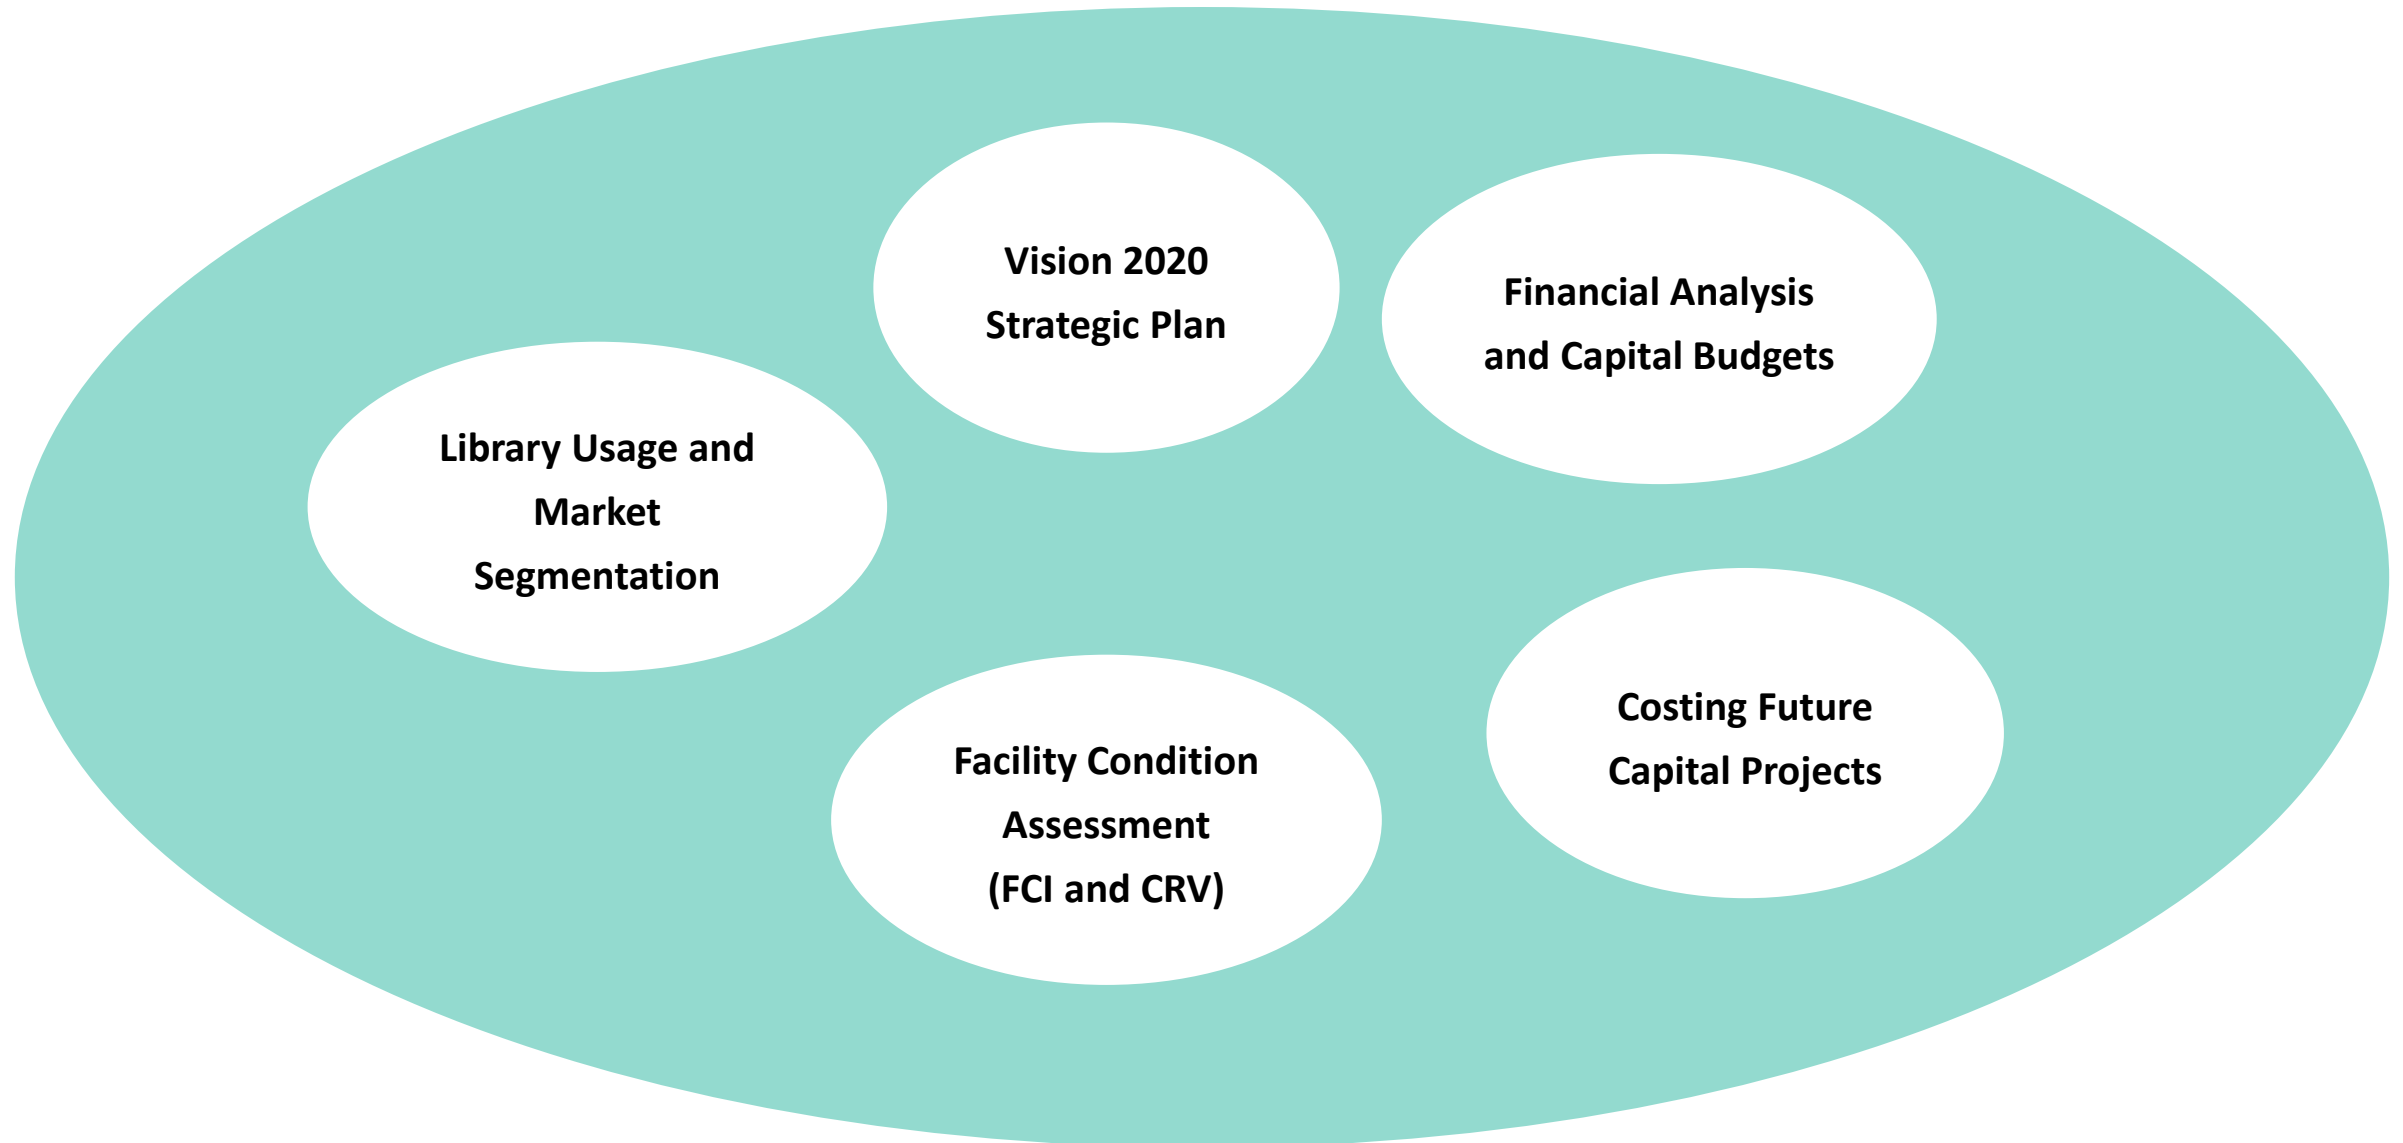 Vision 2020
Strategic Plan
Financial Analysis
and Capital Budgets
Library Usage and
Market
Segmentation
Facility Condition
Assessment
(FCI and CRV)
Costing Future
Capital Projects